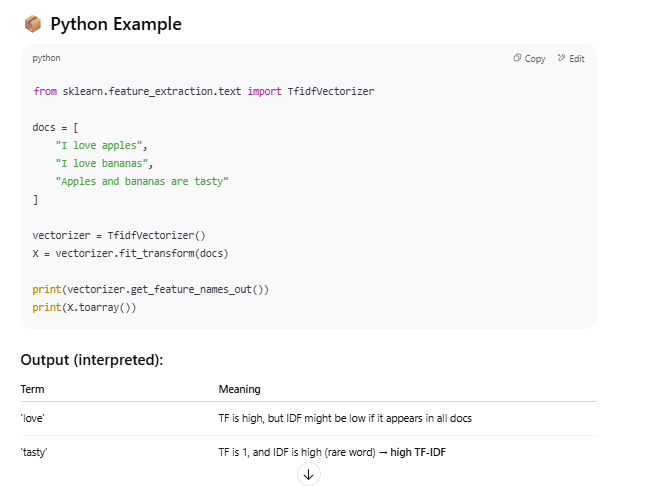 📦 Python Example
python
Copy Edit
from sklearn.feature_extraction.text import TfidfVectorizer
docs = [
    "I love apples",
    "I love bananas",
    "Apples and bananas are tasty"
]
vectorizer = TfidfVectorizer()
X = vectorizer.fit_transform(docs)
print(vectorizer.get_feature_names_out())
print(X.toarray())
Output (interpreted):
Term Meaning
'love' TF is high, but IDF might be low if it appears in all docs
'tasty' TF is 1, and IDF is high (rare word) → high TF-IDF